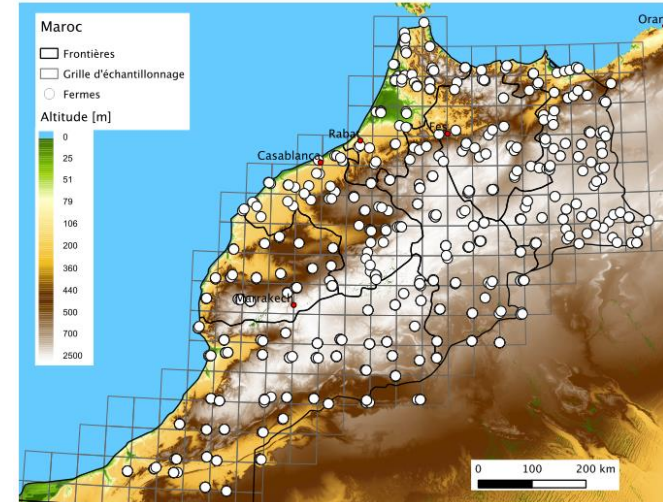 Maroc
Frontières
Grille d'échantillonnage
Fermes
Altitude [m]
0
25
51
79
106
200
360
440
500
700
2500
Oran
Rabat
Fes
Casablanca
Marrakech
0 100 200 km